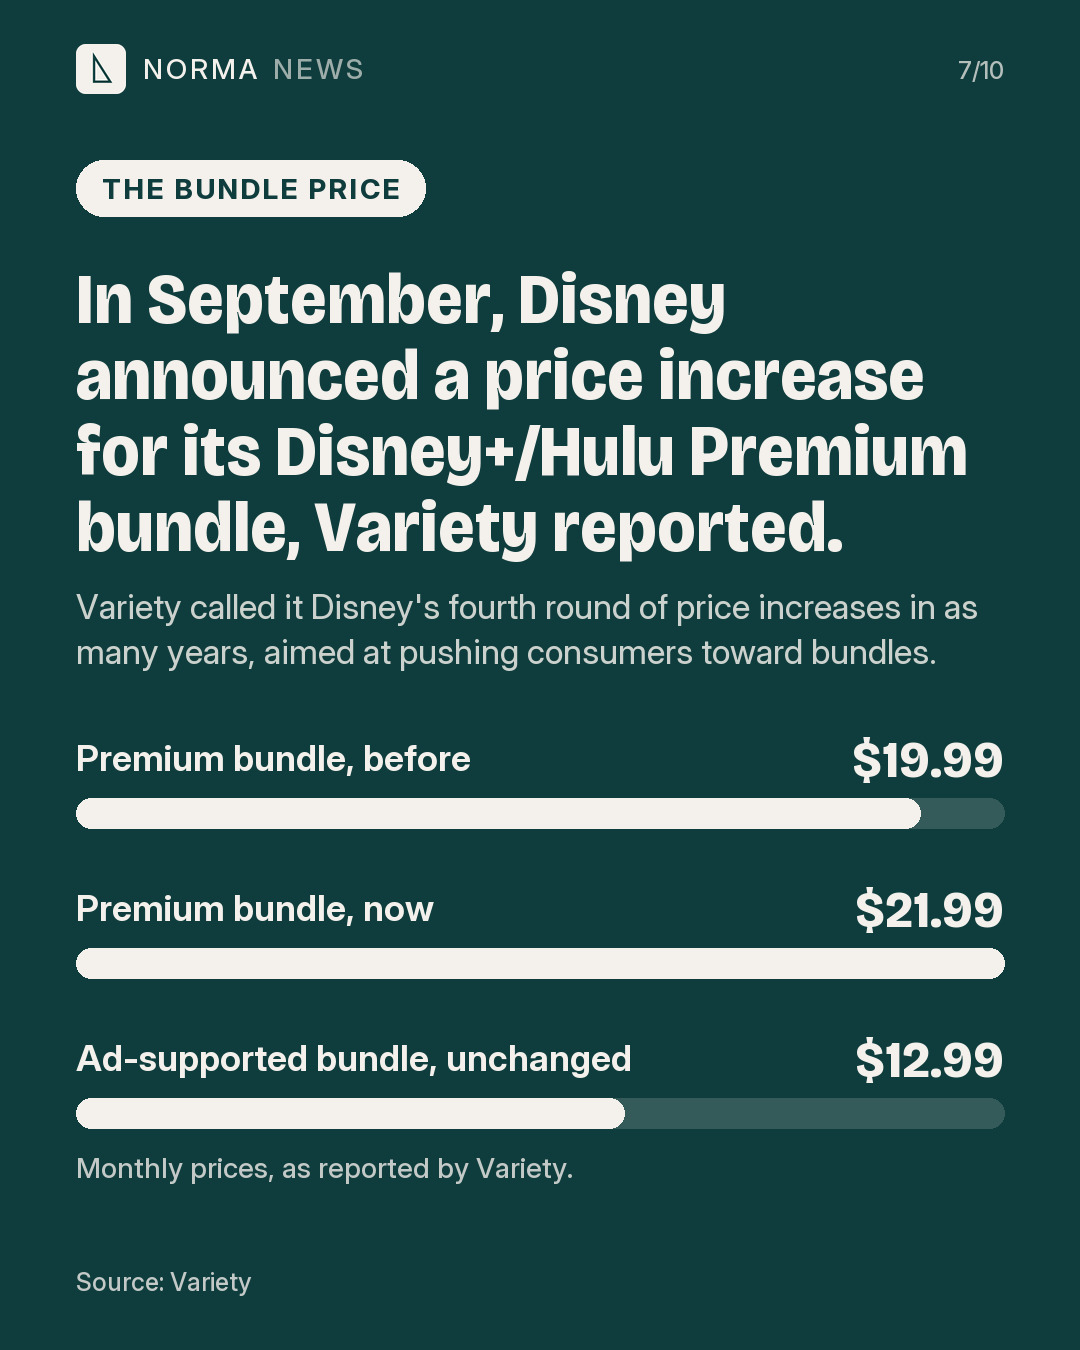 NORMA NEWS
7/10
THE BUNDLE PRICE
In September, Disney
announced a price increase
for its Disney+/Hulu Premium
bundle, Variety reported.
Variety called it Disney's fourth round of price increases in as
many years, aimed at pushing consumers toward bundles.
Premium bundle, before $19.99
Premium bundle, now $21.99
Ad-supported bundle, unchanged $12.99
Monthly prices, as reported by Variety.
Source: Variety